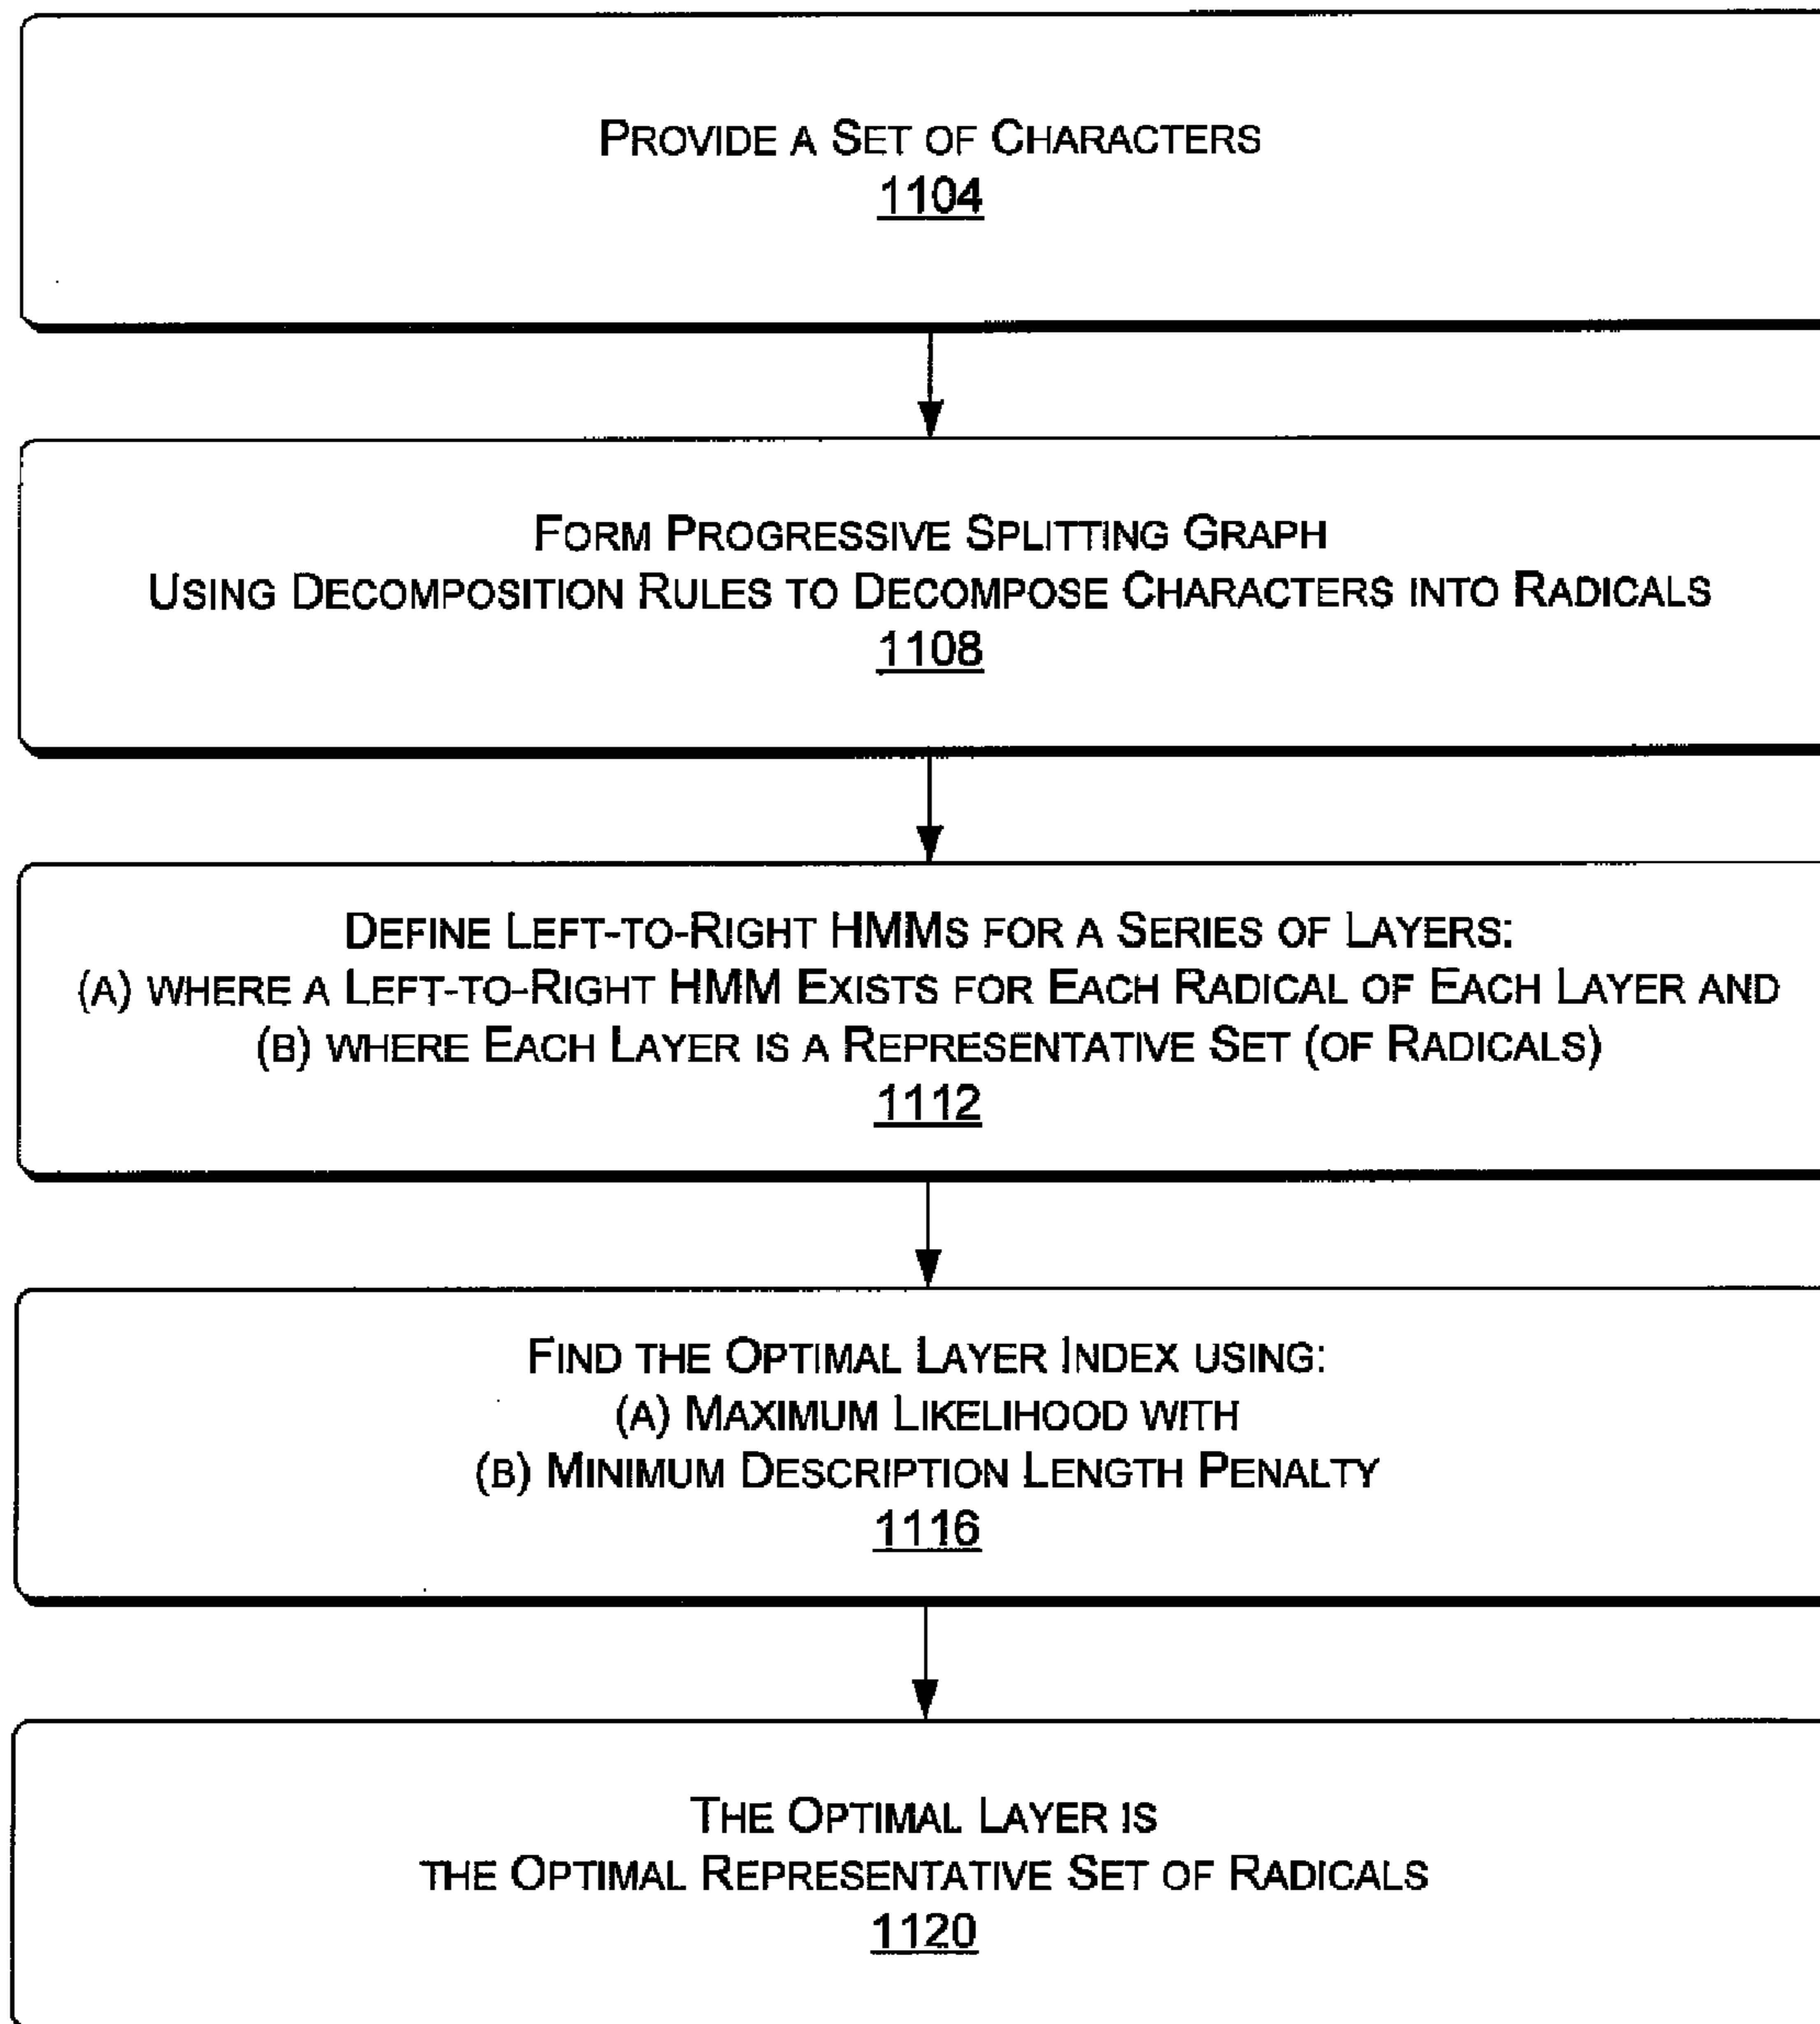 PROVIDE A SET OF CHARACTERS
1104
FORM PROGRESSIVE SPLITTING GRAPH
USING DECOMPOSITION RULES TO DECOMPOSE CHARACTERS INTO RADICALS
1108
DEFINE LEFT-TO-RIGHT HMMS FOR A SERIES OF LAYERS:
(A) WHERE A LEFT-TO-RIGHT HMM EXISTS FOR EACH RADICAL OF EACH LAYER AND
(B) WHERE EACH LAYER IS A REPRESENTATIVE SET (OF RADICALS)
1112
FIND THE OPTIMAL LAYER INDEX USING:
(A) MAXIMUM LIKELIHOOD WITH
(B) MINIMUM DESCRIPTION LENGTH PENALTY
1116
THE OPTIMAL LAYER IS
THE OPTIMAL REPRESENTATIVE SET OF RADICALS
1120